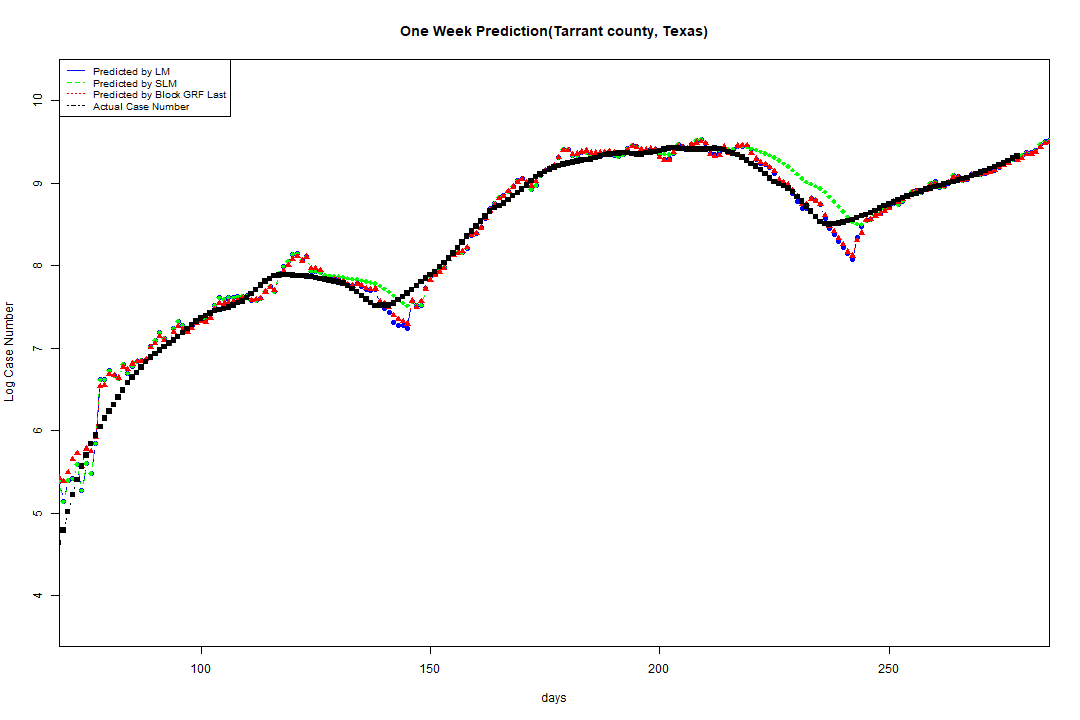 One Week Prediction(Tarrant county, Texas)
Predicted by LM
Predicted by SLM
Predicted by Block GRF Last
Actual Case Number
10
9
8
7
6
5
4
Log Case Number
100 150 200 250
days